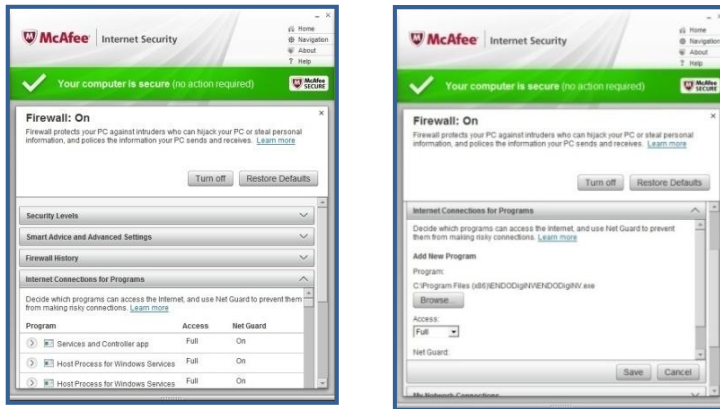 McAfee Internet Security
Home
Navigation
About
? Help
Your computer is secure (no action required)
McAfee SECURE
Firewall: On
Firewall protects your PC against intruders who can hijack your PC or steal personal
information, and polices the information your PC sends and receives. Learn more
Turn off Restore Defaults
Security Levels
Smart Advice and Advanced Settings
Firewall History
Internet Connections for Programs
Decide which programs can access the Internet, and use Net Guard to prevent them
from making risky connections. Learn more
Program Access Net Guard
Services and Controller app Full On
Host Process for Windows Services Full On
Host Process for Windows Services Full On
McAfee Internet Security
Home
Navigation
About
? Help
Your computer is secure (no action required)
McAfee SECURE
Firewall: On
Firewall protects your PC against intruders who can hijack your PC or steal personal
information, and polices the information your PC sends and receives. Learn more
Turn off Restore Defaults
Internet Connections for Programs
Decide which programs can access the Internet, and use Net Guard to prevent
them from making risky connections. Learn more
Add New Program
Program:
C:\Program Files (x86)\ENDODigiNV\ENDODigiNV.exe
Browse...
Access:
Full
Net Guard:
Save Cancel
My Network Connections